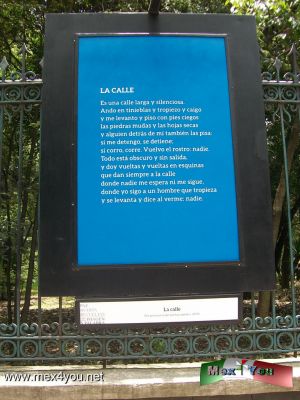 LA CALLE
Es una calle larga y silenciosa.
Ando en tinieblas y tropiezo y caigo
y me levanto y piso con pies ciegos
las piedras mudas y las hojas secas
y alguien detrás de mí también las pisa:
si me detengo, se detiene;
si corro, corre. Vuelvo el rostro: nadie.
Todo está obscuro y sin salida,
y doy vueltas y vueltas en esquinas
que dan siempre a la calle
donde nadie me espera ni me sigue,
donde yo sigo a un hombre que tropieza
y se levanta y dice al verme: nadie.
La calle
www.mex4you.net
Mex4You